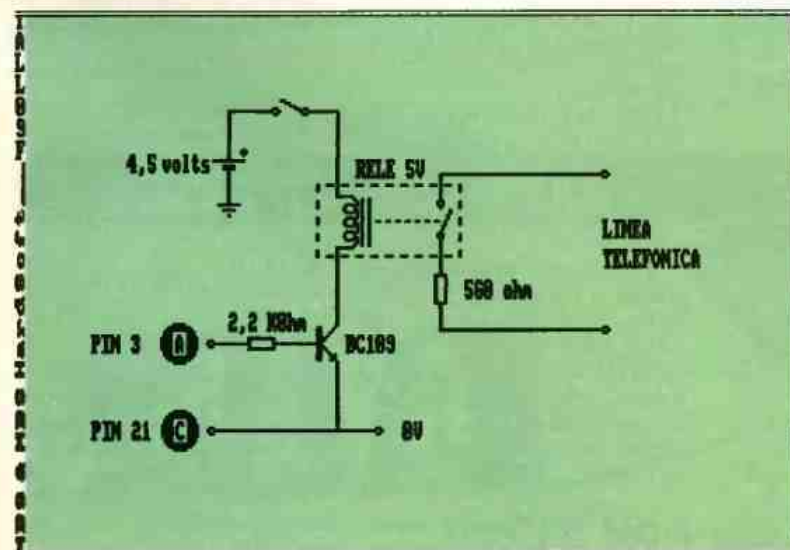 4,5 volts
+
RELE 5V
LINEA
TELEFONICA
560 ohm
2,2 KOhm
PIN 3 A
BC109
PIN 21 C
0V